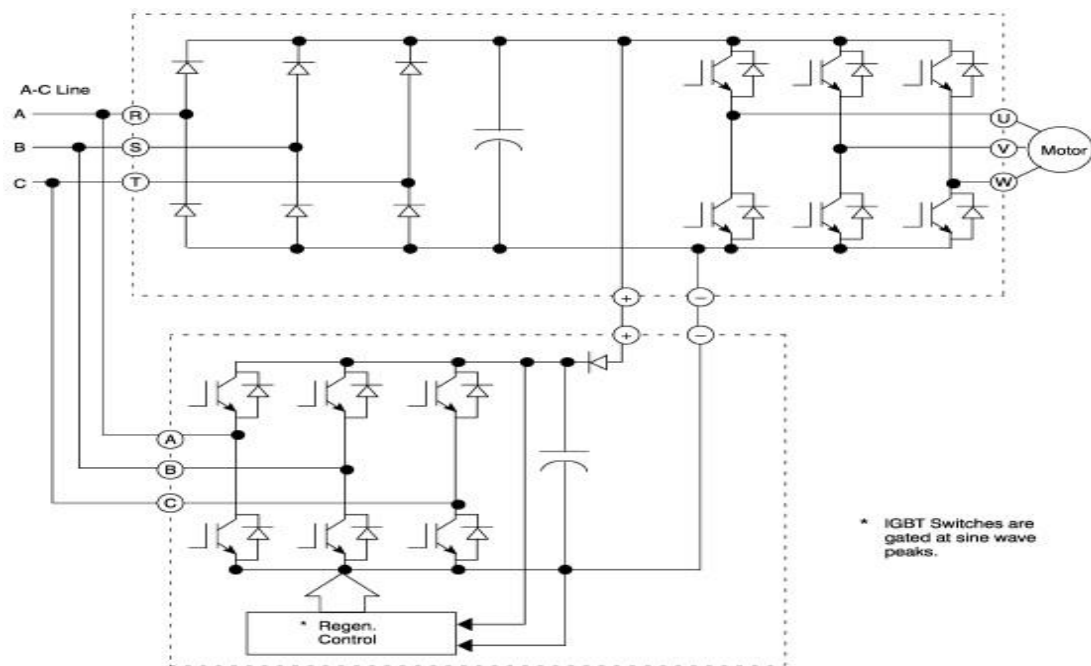 A-C Line
A
R
B
S
C
T
U
V
W
Motor
+
−
+
−
A
B
C
* Regen.
Control
* IGBT Switches are
gated at sine wave
peaks.